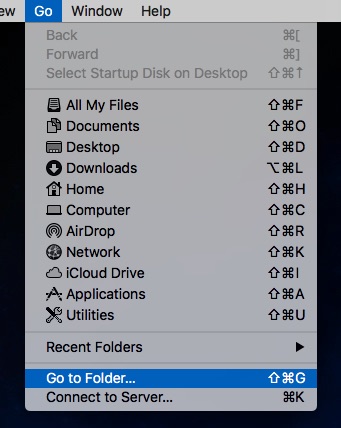 ew Go Window Help
Back ⌘[
Forward ⌘]
Select Startup Disk on Desktop ⇧⌘↑
All My Files ⇧⌘F
Documents ⇧⌘O
Desktop ⇧⌘D
Downloads ⌥⌘L
Home ⇧⌘H
Computer ⇧⌘C
AirDrop ⇧⌘R
Network ⇧⌘K
iCloud Drive ⇧⌘I
Applications ⇧⌘A
Utilities ⇧⌘U
Recent Folders ▶
Go to Folder... ⇧⌘G
Connect to Server... ⌘K